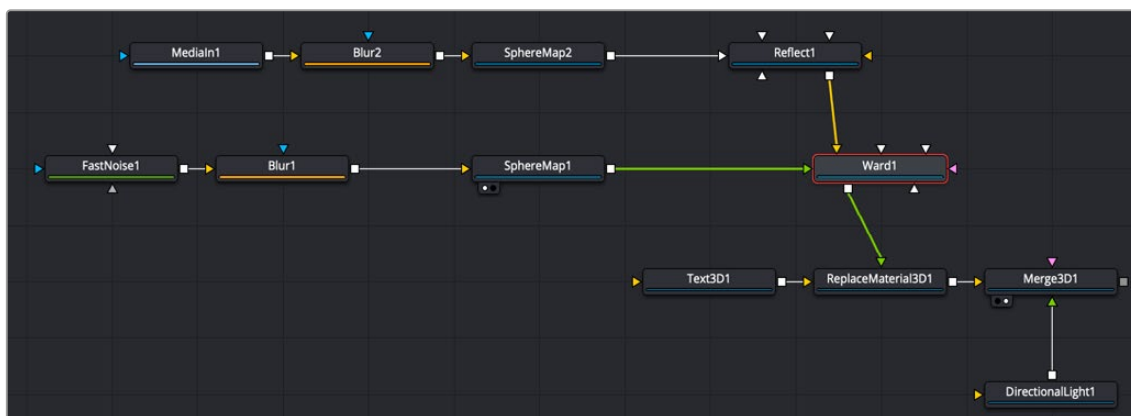 MediaIn1
Blur2
SphereMap2
Reflect1
FastNoise1
Blur1
SphereMap1
Ward1
Text3D1
ReplaceMaterial3D1
Merge3D1
DirectionalLight1